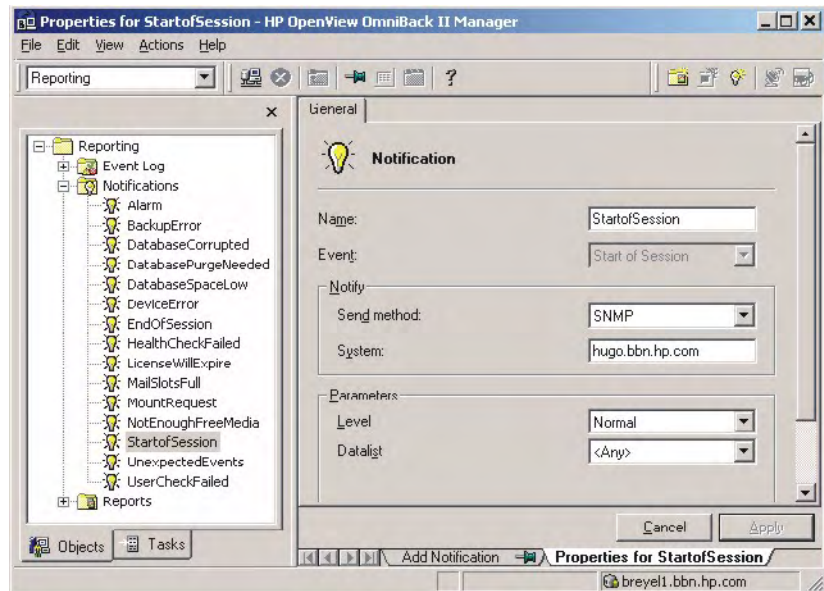 Properties for StartofSession - HP OpenView OmniBack II Manager
File Edit View Actions Help
Reporting
?
Reporting
Event Log
Notifications
Alarm
BackupError
DatabaseCorrupted
DatabasePurgeNeeded
DatabaseSpaceLow
DeviceError
EndOfSession
HealthCheckFailed
LicenseWillExpire
MailSlotsFull
MountRequest
NotEnoughFreeMedia
StartofSession
UnexpectedEvents
UserCheckFailed
Reports
Objects Tasks
General
Notification
Name: StartofSession
Event: Start of Session
Notify
Send method: SNMP
System: hugo.bbn.hp.com
Parameters
Level Normal
Datalist <Any>
Cancel Apply
Add Notification Properties for StartofSession
breyel1.bbn.hp.com